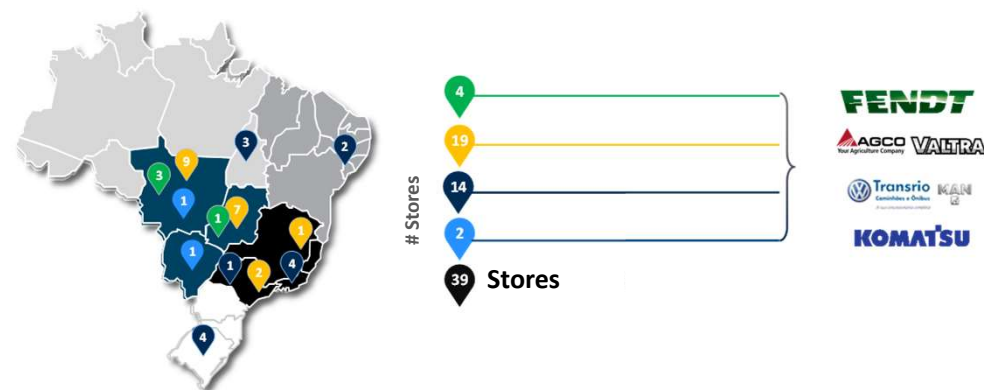 3
2
9
3
1
1
7
1
1
1
2
4
4
# Stores
4
19
14
2
39 Stores
FENDT
AGCO VALTRA
Your Agriculture Company
Transrio MAN
Caminhões e Ônibus
KOMATSU